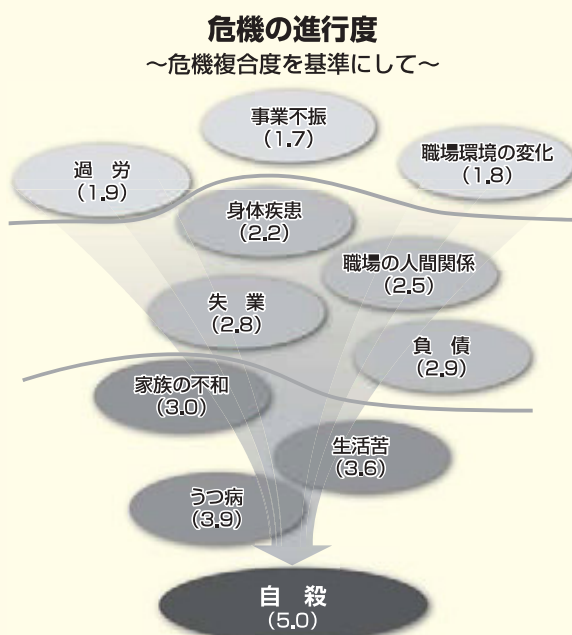 危機の進行度
～危機複合度を基準にして～
事業不振
(1.7)
過　労
(1.9)
職場環境の変化
(1.8)
身体疾患
(2.2)
職場の人間関係
(2.5)
失　業
(2.8)
負　債
(2.9)
家族の不和
(3.0)
生活苦
(3.6)
うつ病
(3.9)
自　殺
(5.0)